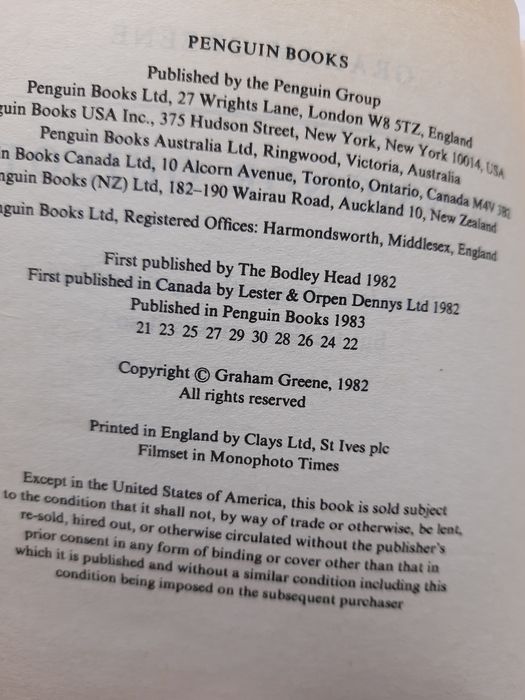 PENGUIN BOOKS
Published by the Penguin Group
Penguin Books Ltd, 27 Wrights Lane, London W8 5TZ, England
guin Books USA Inc., 375 Hudson Street, New York, New York 10014, USA
Penguin Books Australia Ltd, Ringwood, Victoria, Australia
n Books Canada Ltd, 10 Alcorn Avenue, Toronto, Ontario, Canada M4V 3B2
nguin Books (NZ) Ltd, 182–190 Wairau Road, Auckland 10, New Zealand
nguin Books Ltd, Registered Offices: Harmondsworth, Middlesex, England
First published by The Bodley Head 1982
First published in Canada by Lester & Orpen Dennys Ltd 1982
Published in Penguin Books 1983
21 23 25 27 29 30 28 26 24 22
Copyright © Graham Greene, 1982
All rights reserved
Printed in England by Clays Ltd, St Ives plc
Filmset in Monophoto Times
Except in the United States of America, this book is sold subject
to the condition that it shall not, by way of trade or otherwise, be lent,
re-sold, hired out, or otherwise circulated without the publisher's
prior consent in any form of binding or cover other than that in
which it is published and without a similar condition including this
condition being imposed on the subsequent purchaser